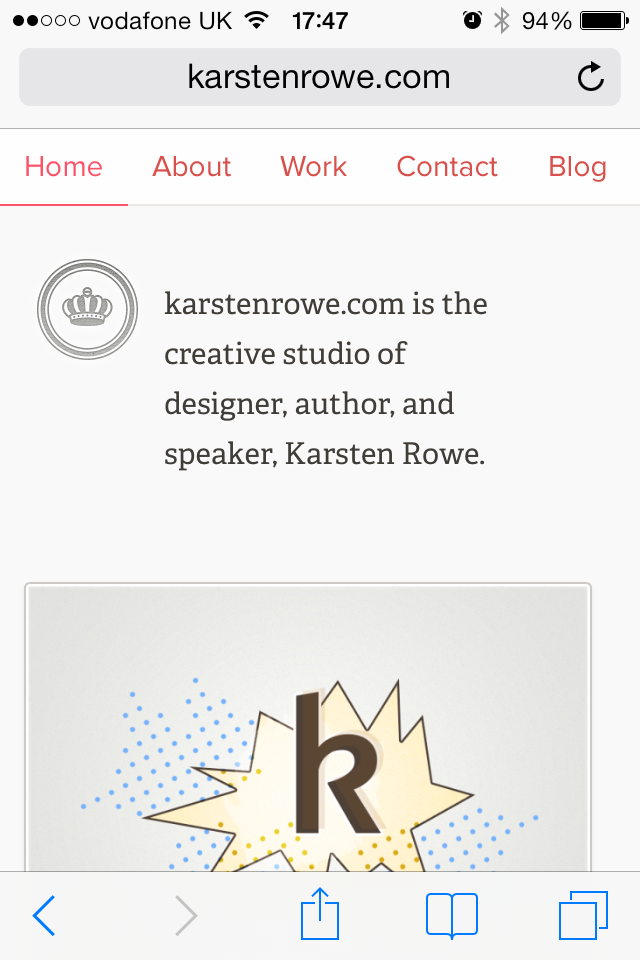 vodafone UK 17:47 94%
karstenrowe.com
Home About Work Contact Blog
karstenrowe.com is the
creative studio of
designer, author, and
speaker, Karsten Rowe.
k